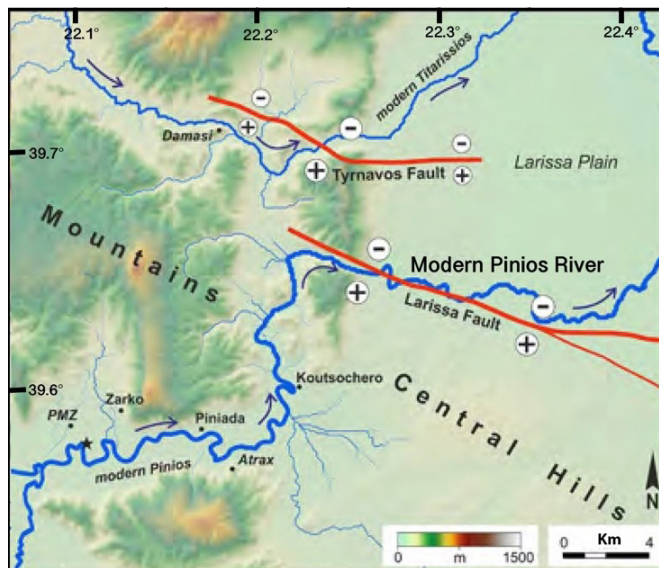 22.1° 22.2° 22.3° 22.4°
modern Titarissios
−
Damasi
+
−
39.7°
+
Tyrnavos Fault
−
+
Larissa Plain
Mountains
−
Modern Pinios River
+
Larissa Fault
−
+
39.6°
Koutsochero
Central Hills
Zarko
PMZ
Piniada
modern Pinios
Atrax
N
0 m 1500
0 Km 4